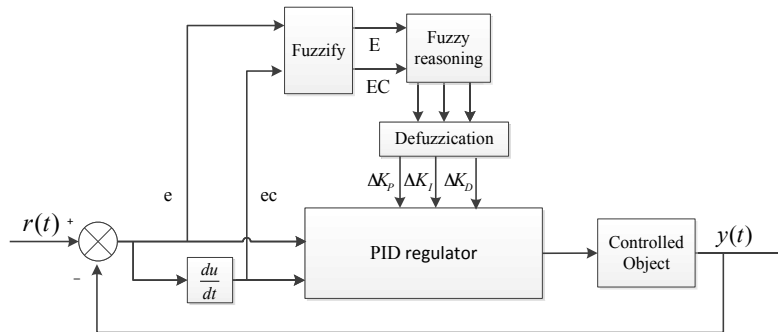 Fuzzify
E
EC
Fuzzy
reasoning
Defuzzication
e
ec
ΔK_P
ΔK_I
ΔK_D
r(t)
+
−
du
dt
PID regulator
Controlled
Object
y(t)